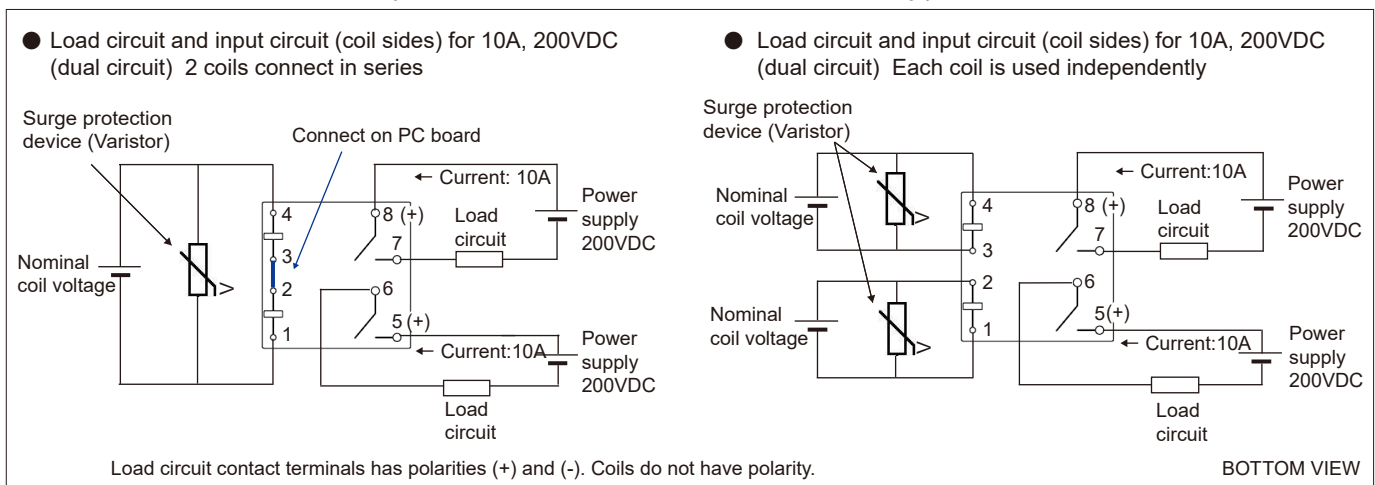 ● Load circuit and input circuit (coil sides) for 10A, 200VDC
(dual circuit)  2 coils connect in series
Surge protection
device (Varistor)
Connect on PC board
← Current: 10A
Power
supply
200VDC
Load
circuit
4
8 (+)
7
3
Nominal
coil voltage
2
6
5 (+)
1
← Current:10A
Power
supply
200VDC
Load
circuit
● Load circuit and input circuit (coil sides) for 10A, 200VDC
(dual circuit)  Each coil is used independently
Surge protection
device (Varistor)
← Current:10A
Nominal
coil voltage
Power
supply
200VDC
Load
circuit
4
8 (+)
7
3
2
6
Nominal
coil voltage
5(+)
1
← Current:10A
Power
supply
200VDC
Load
circuit
Load circuit contact terminals has polarities (+) and (-). Coils do not have polarity.
BOTTOM VIEW